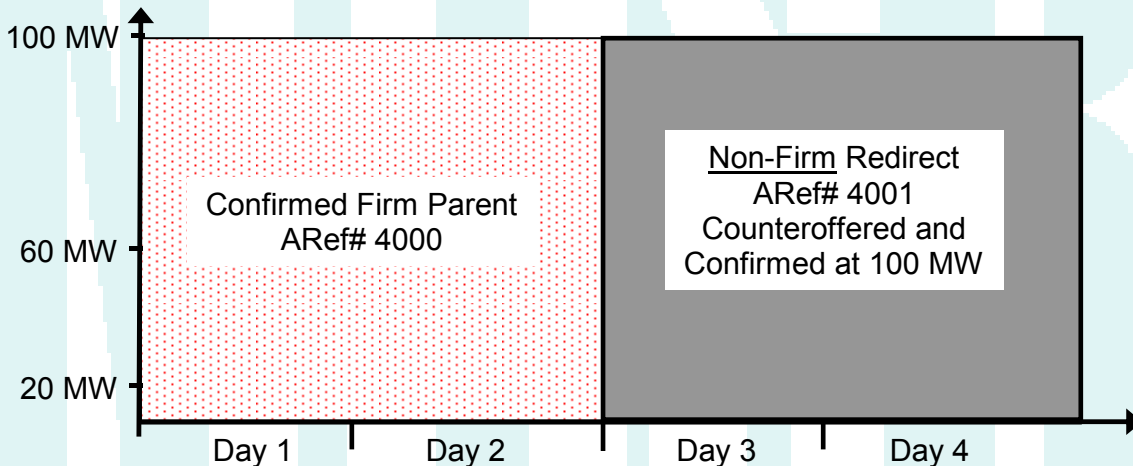 100 MW
60 MW
20 MW
Confirmed Firm Parent
ARef# 4000
Non-Firm Redirect
ARef# 4001
Counteroffered and
Confirmed at 100 MW
Day 1
Day 2
Day 3
Day 4